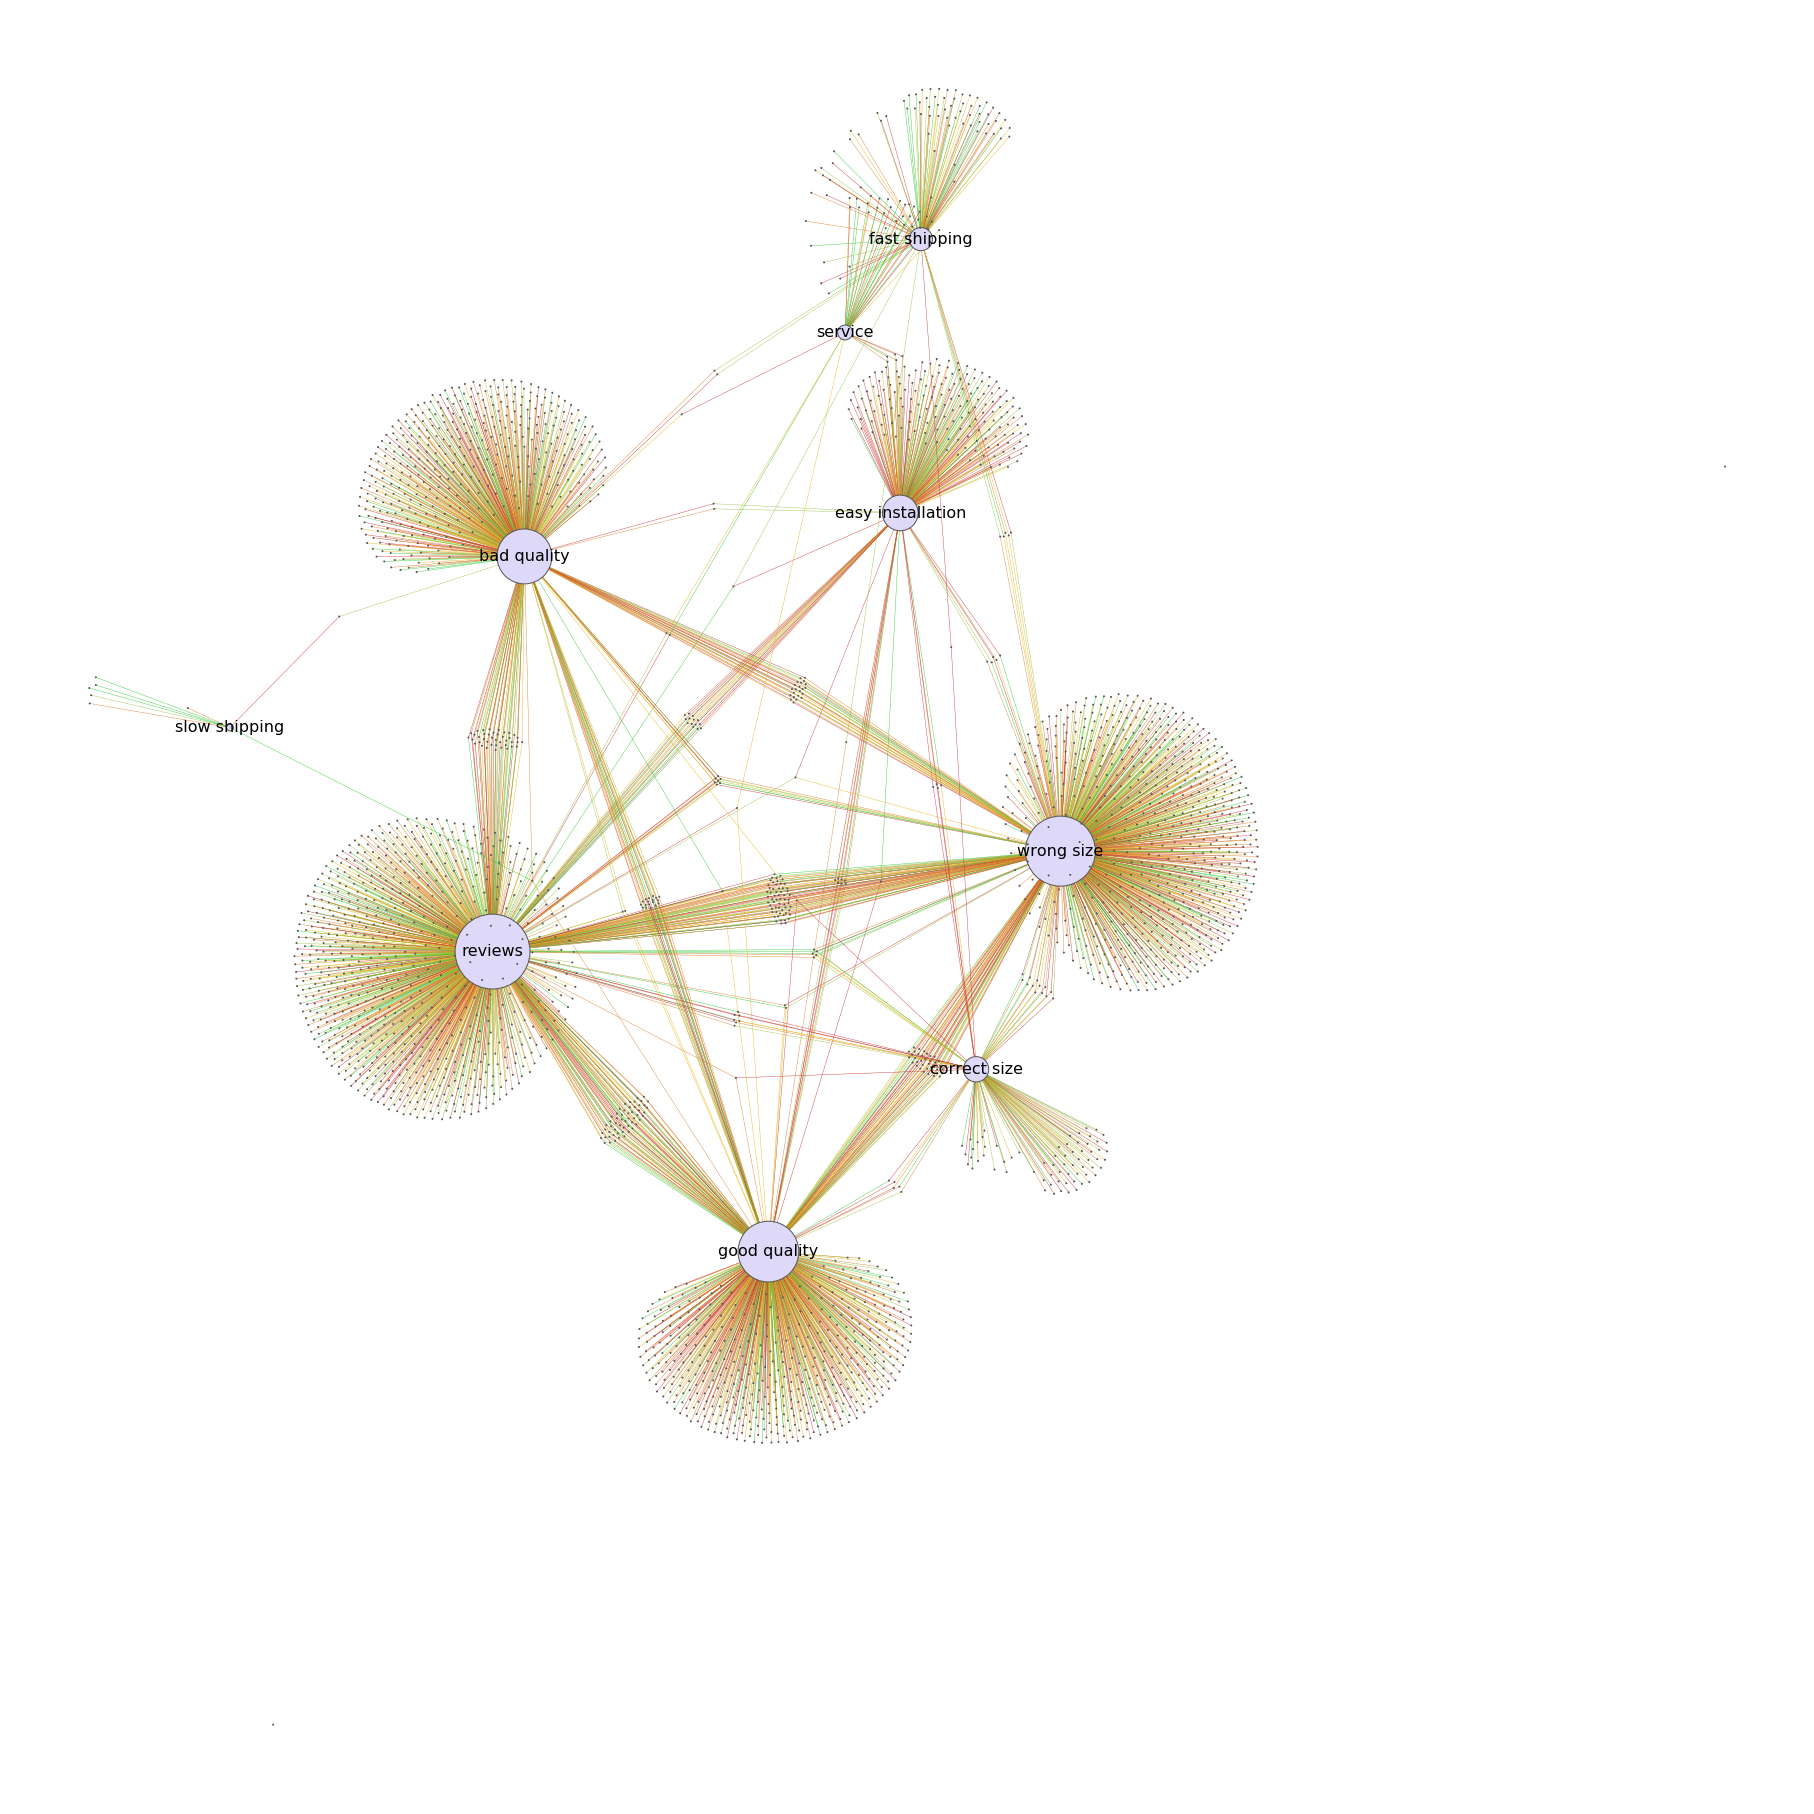 fast shipping
service
easy installation
bad quality
slow shipping
wrong size
reviews
correct size
good quality